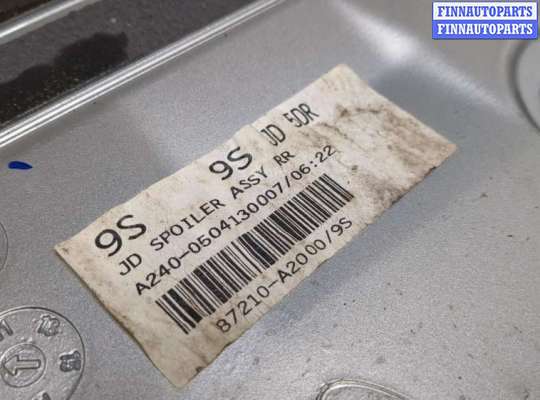 FINNAUTOPARTS
FINNAUTOPARTS
9S 9S JD 5DR
JD SPOILER ASSY RR
A240-0504130007/06:22
87210-A2000/9S